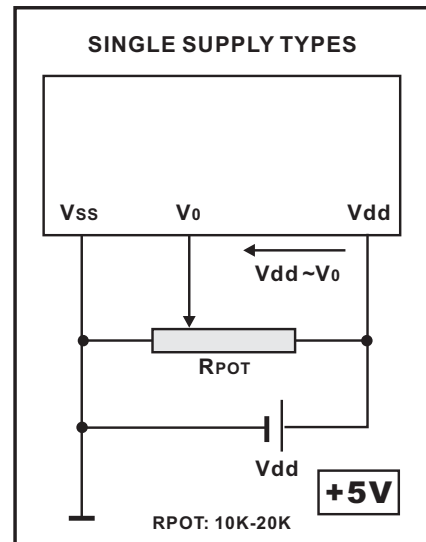 SINGLE SUPPLY TYPES
Vss V0 Vdd
Vdd ~V0
RPOT
Vdd
+5V
RPOT: 10K-20K